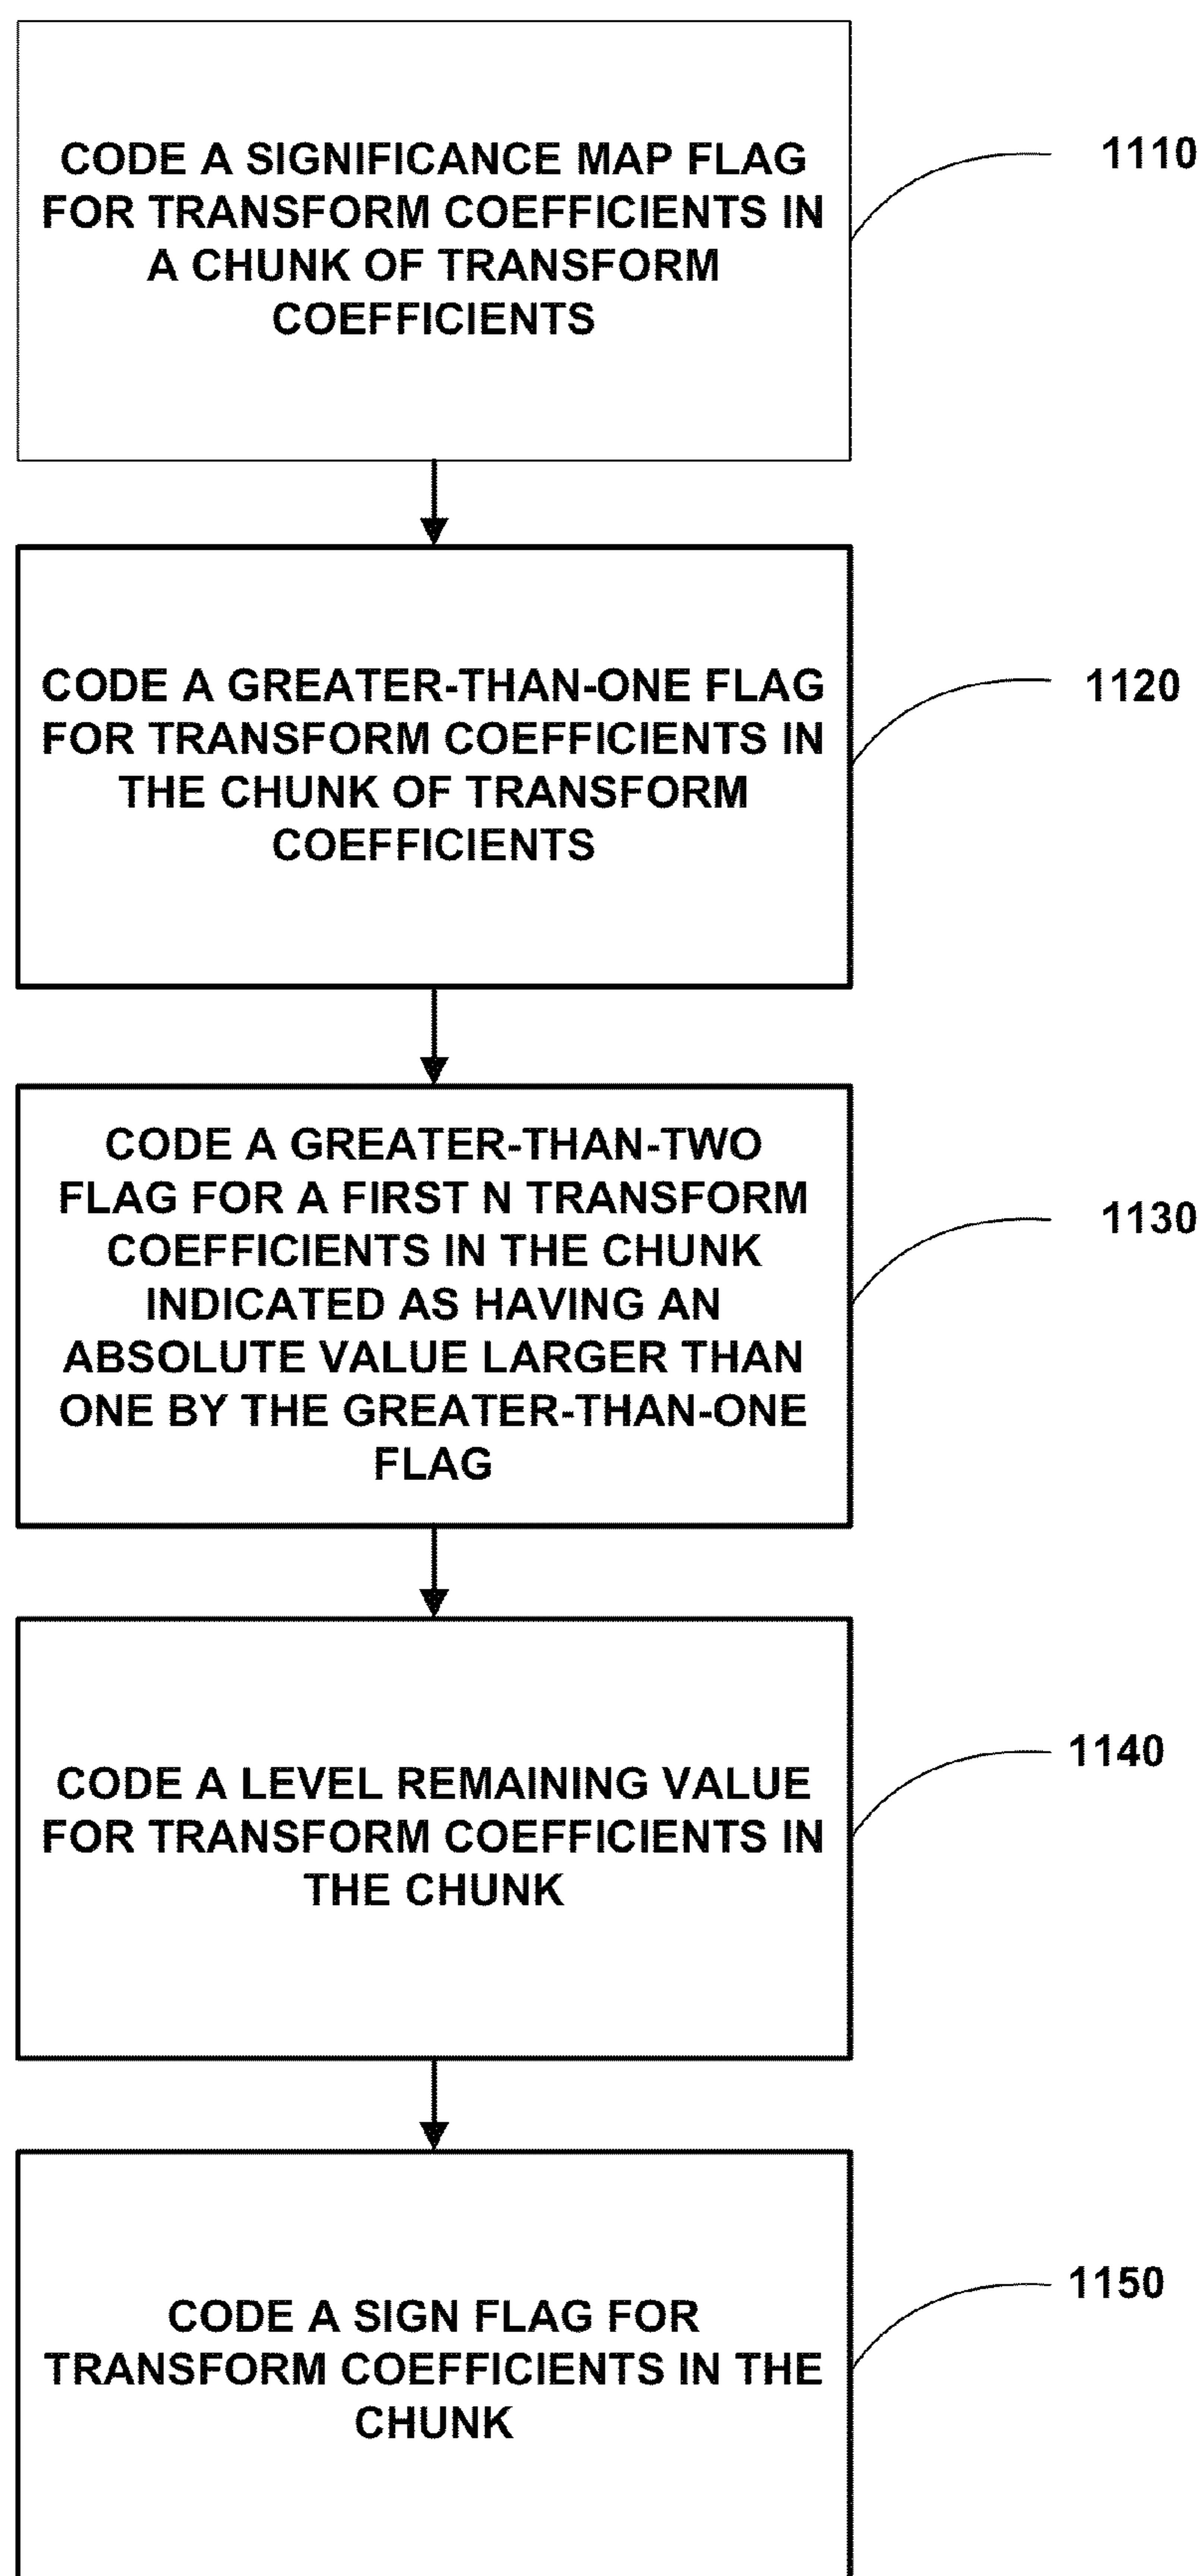 CODE A SIGNIFICANCE MAP FLAG
FOR TRANSFORM COEFFICIENTS IN
A CHUNK OF TRANSFORM
COEFFICIENTS
1110
CODE A GREATER-THAN-ONE FLAG
FOR TRANSFORM COEFFICIENTS IN
THE CHUNK OF TRANSFORM
COEFFICIENTS
1120
CODE A GREATER-THAN-TWO
FLAG FOR A FIRST N TRANSFORM
COEFFICIENTS IN THE CHUNK
INDICATED AS HAVING AN
ABSOLUTE VALUE LARGER THAN
ONE BY THE GREATER-THAN-ONE
FLAG
1130
CODE A LEVEL REMAINING VALUE
FOR TRANSFORM COEFFICIENTS IN
THE CHUNK
1140
CODE A SIGN FLAG FOR
TRANSFORM COEFFICIENTS IN THE
CHUNK
1150